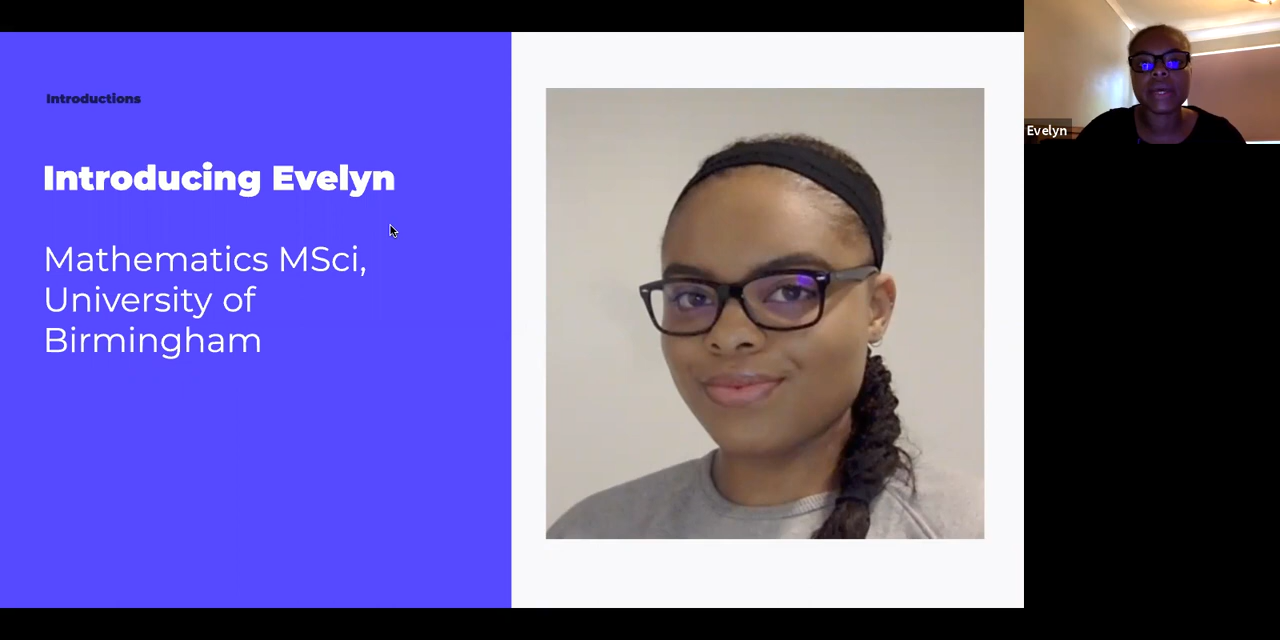 Introductions
Introducing Evelyn
Mathematics MSci,
University of
Birmingham
Evelyn